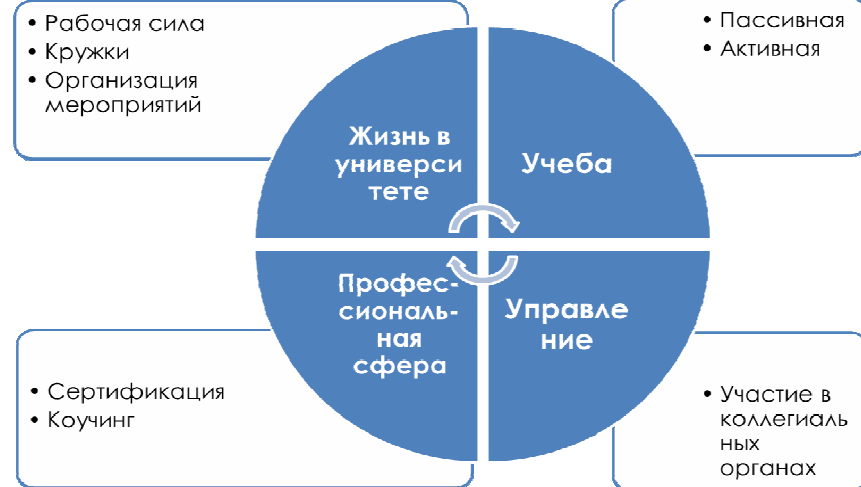 • Рабочая сила
• Кружки
• Организация
мероприятий
• Пассивная
• Активная
Жизнь в
универси
тете
Учеба
Профес-
сиональ-
ная
сфера
Управле
ние
• Сертификация
• Коучинг
• Участие в
коллегиаль
ных
органах